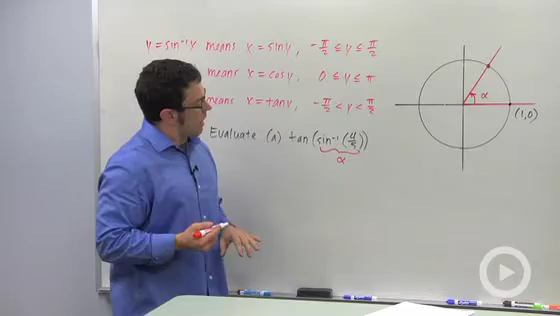 y = sin⁻¹x means x = sin y, -π/2 ≤ y ≤ π/2
means x = cos y, 0 ≤ y ≤ π
means x = tan y, -π/2 < y < π/2
Evaluate (a) tan(sin⁻¹(4/5))
α
α
(1,0)